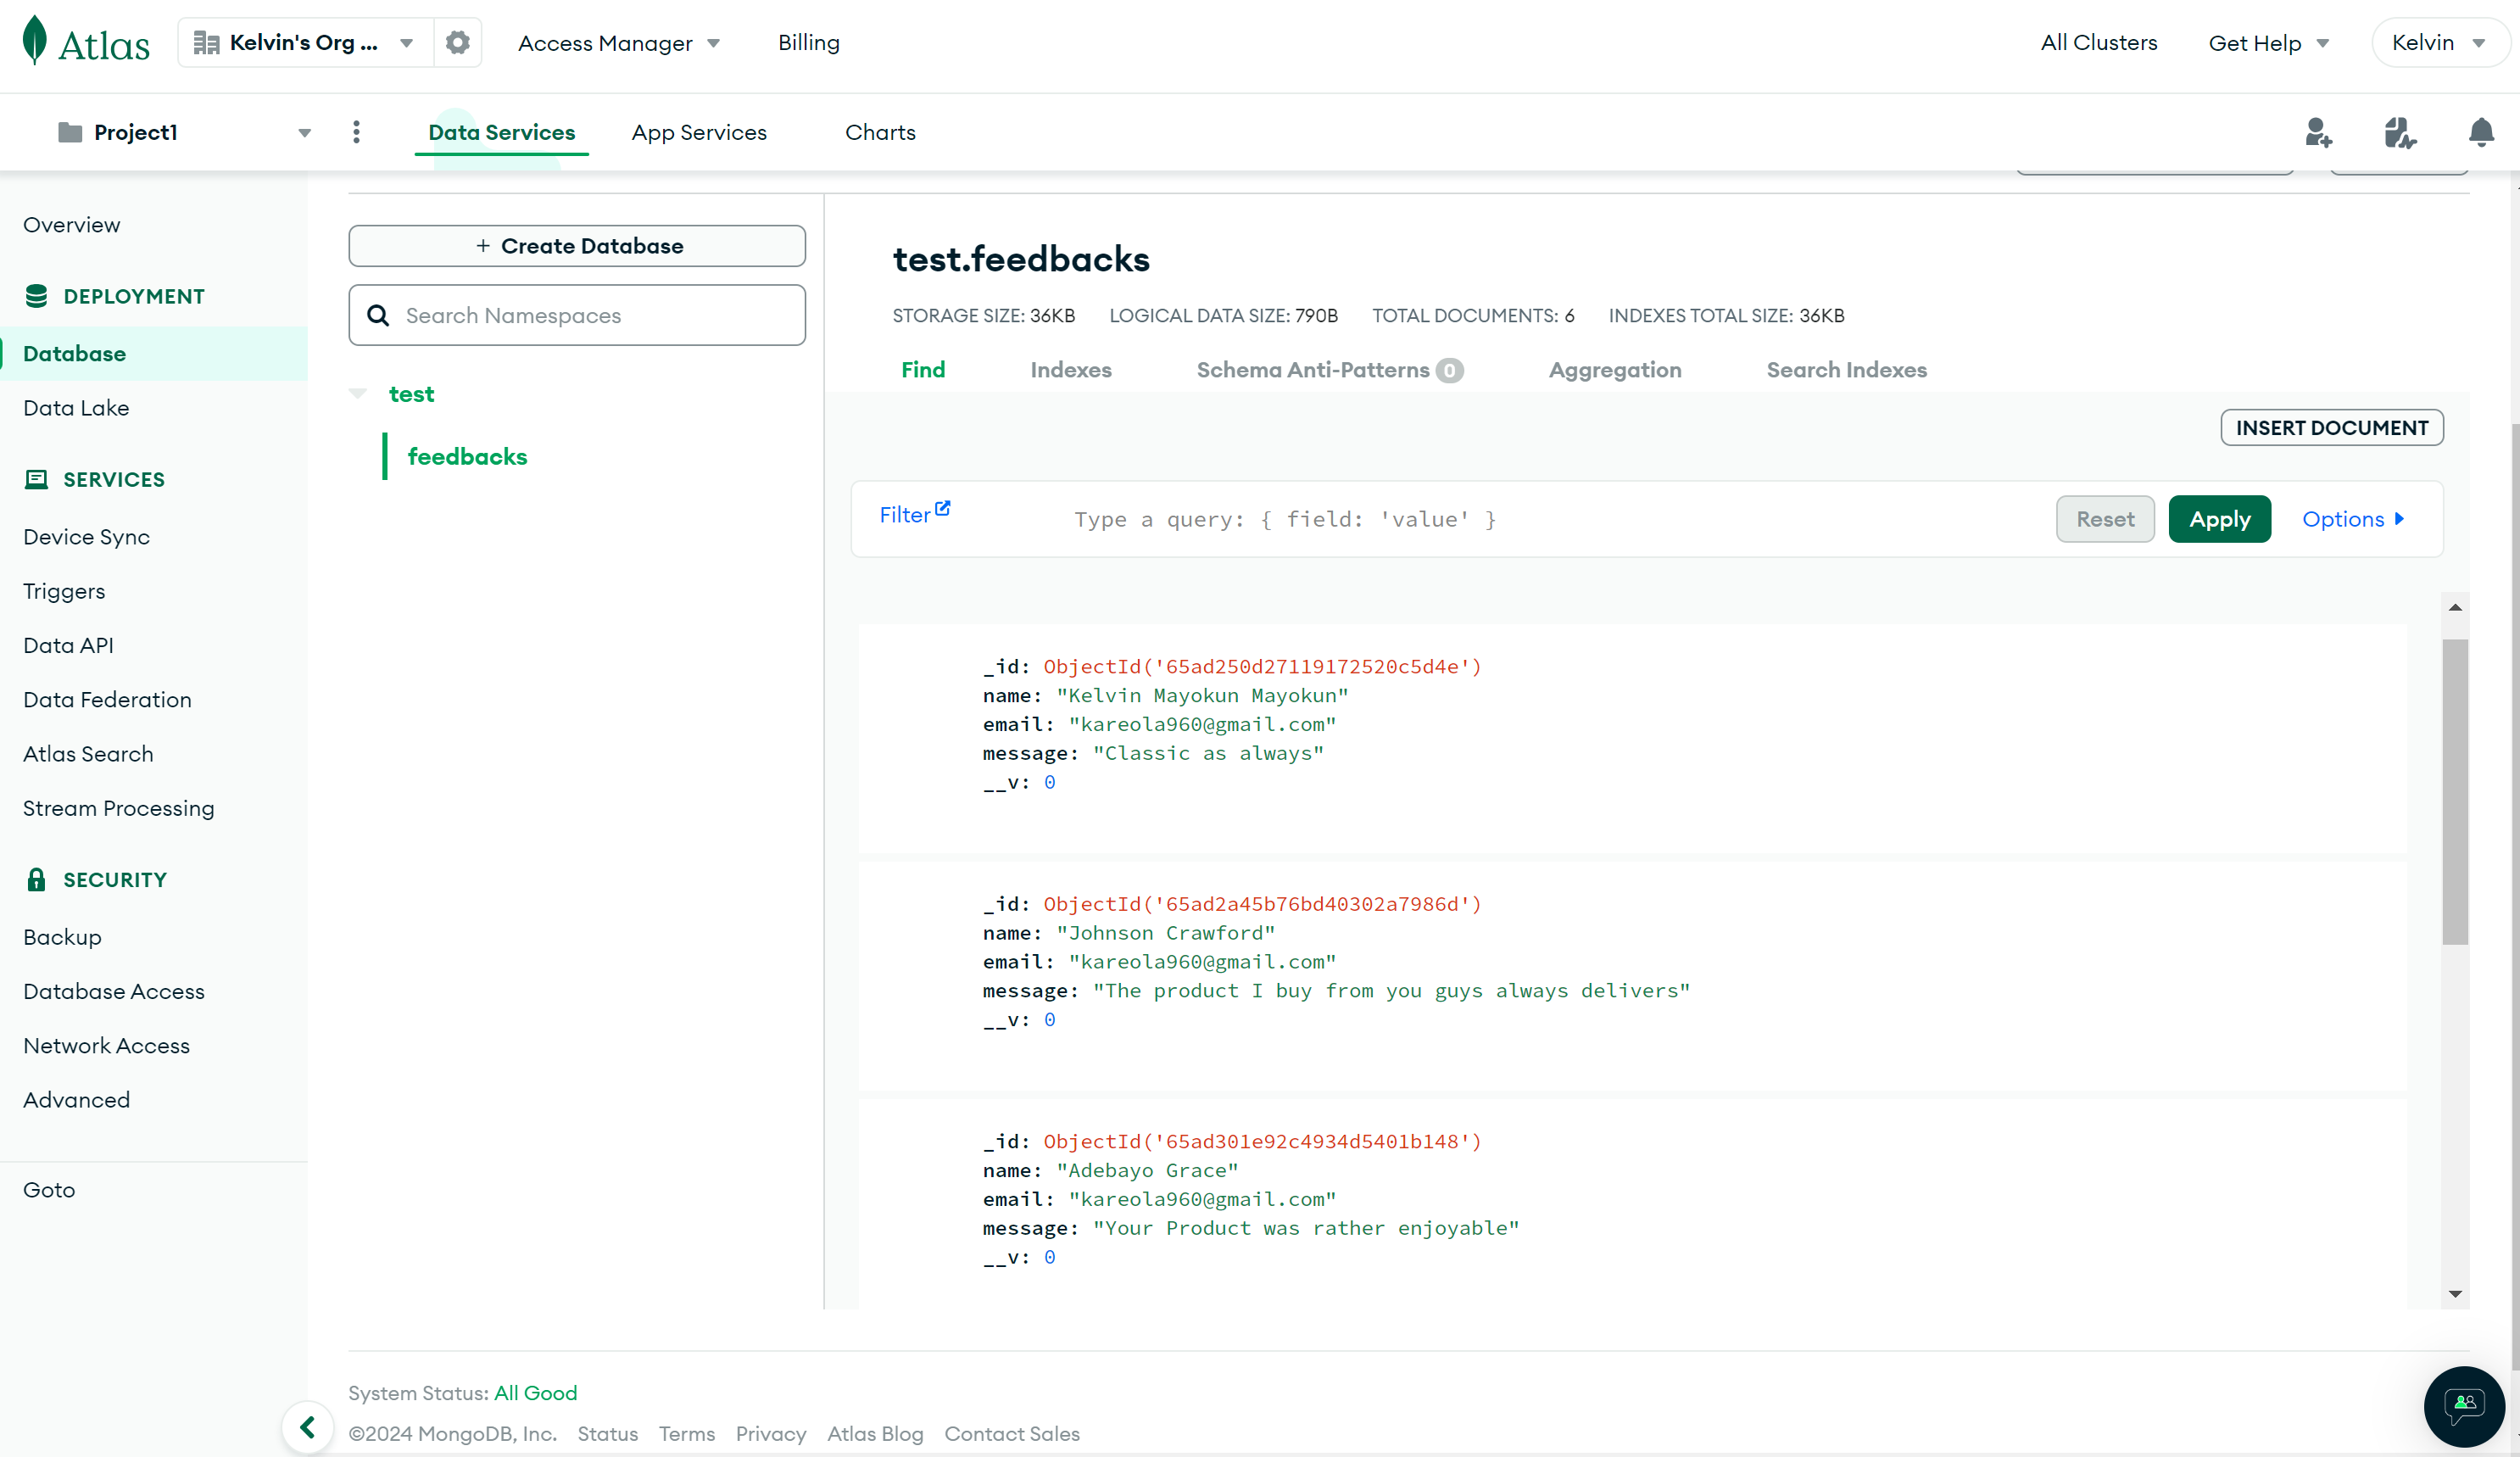 Atlas
Kelvin's Org ...
Access Manager
Billing
All Clusters
Get Help
Kelvin
Project1
Data Services
App Services
Charts
Overview
DEPLOYMENT
Database
Data Lake
SERVICES
Device Sync
Triggers
Data API
Data Federation
Atlas Search
Stream Processing
SECURITY
Backup
Database Access
Network Access
Advanced
Goto
+ Create Database
Search Namespaces
test
feedbacks
test.feedbacks
STORAGE SIZE: 36KB LOGICAL DATA SIZE: 790B TOTAL DOCUMENTS: 6 INDEXES TOTAL SIZE: 36KB
Find Indexes Schema Anti-Patterns 0 Aggregation Search Indexes
INSERT DOCUMENT
Filter Type a query: { field: 'value' } Reset Apply Options
_id: ObjectId('65ad250d27119172520c5d4e')
name: "Kelvin Mayokun Mayokun"
email: "kareola960@gmail.com"
message: "Classic as always"
__v: 0
_id: ObjectId('65ad2a45b76bd40302a7986d')
name: "Johnson Crawford"
email: "kareola960@gmail.com"
message: "The product I buy from you guys always delivers"
__v: 0
_id: ObjectId('65ad301e92c4934d5401b148')
name: "Adebayo Grace"
email: "kareola960@gmail.com"
message: "Your Product was rather enjoyable"
__v: 0
System Status: All Good
©2024 MongoDB, Inc. Status Terms Privacy Atlas Blog Contact Sales